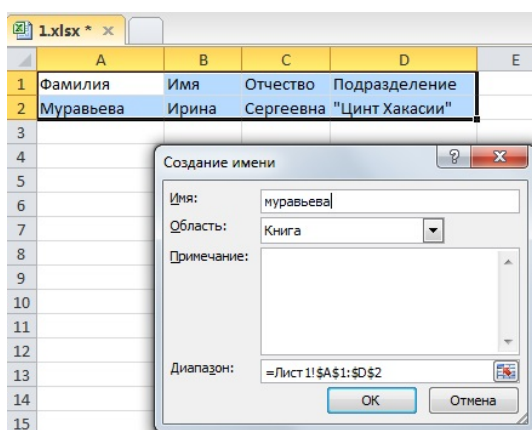 1.xlsx *
A B C D E
1 Фамилия Имя Отчество Подразделение
2 Муравьева Ирина Сергеевна "Цинт Хакасии"
3
4
5
6
7
8
9
10
11
12
13
14
15
Создание имени
Имя: муравьева
Область: Книга
Примечание:
Диапазон: =Лист1!$A$1:$D$2
ОК Отмена